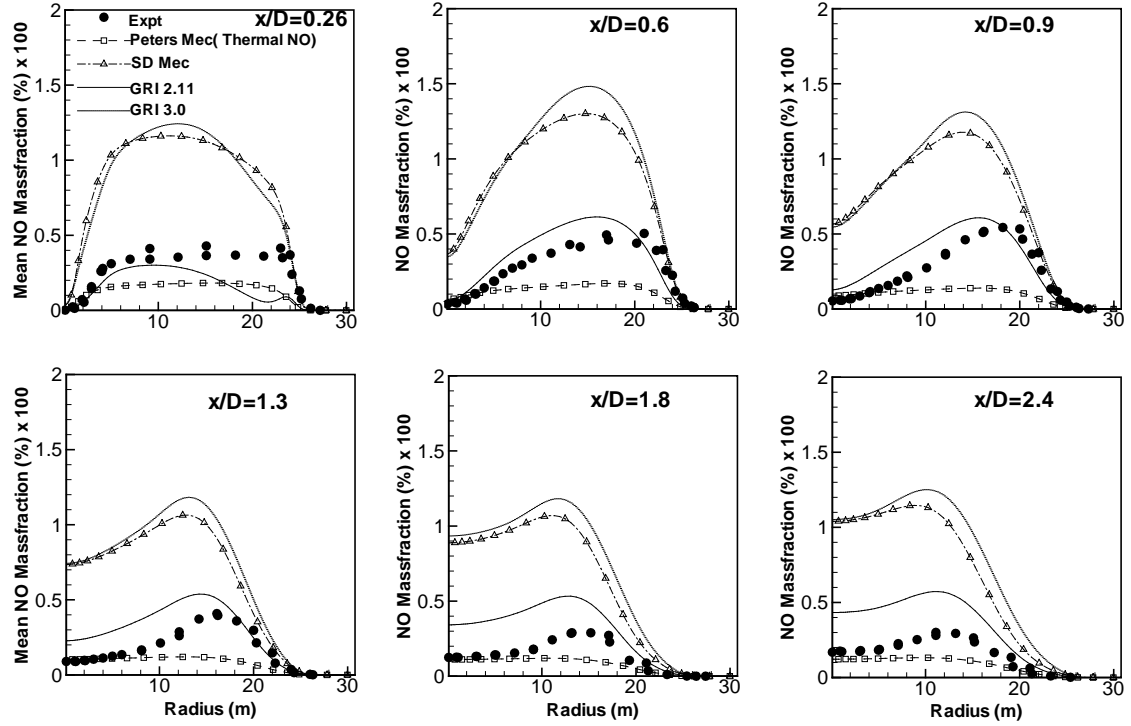 x/D=0.26
Expt
Peters Mec( Thermal NO)
SD Mec
GRI 2.11
GRI 3.0
Mean NO Massfraction (%) x 100
0
0.5
1
1.5
2
10
20
30
x/D=0.6
NO Massfraction (%) x 100
0
0.5
1
1.5
2
10
20
30
x/D=0.9
NO Massfraction (%) x 100
0
0.5
1
1.5
2
10
20
30
x/D=1.3
Mean NO Massfraction (%) x 100
0
0.5
1
1.5
2
0
10
20
30
Radius (m)
x/D=1.8
NO Massfraction (%) x 100
0
0.5
1
1.5
2
0
10
20
30
Radius (m)
x/D=2.4
NO Massfraction (%) x 100
0
0.5
1
1.5
2
0
10
20
30
Radius (m)